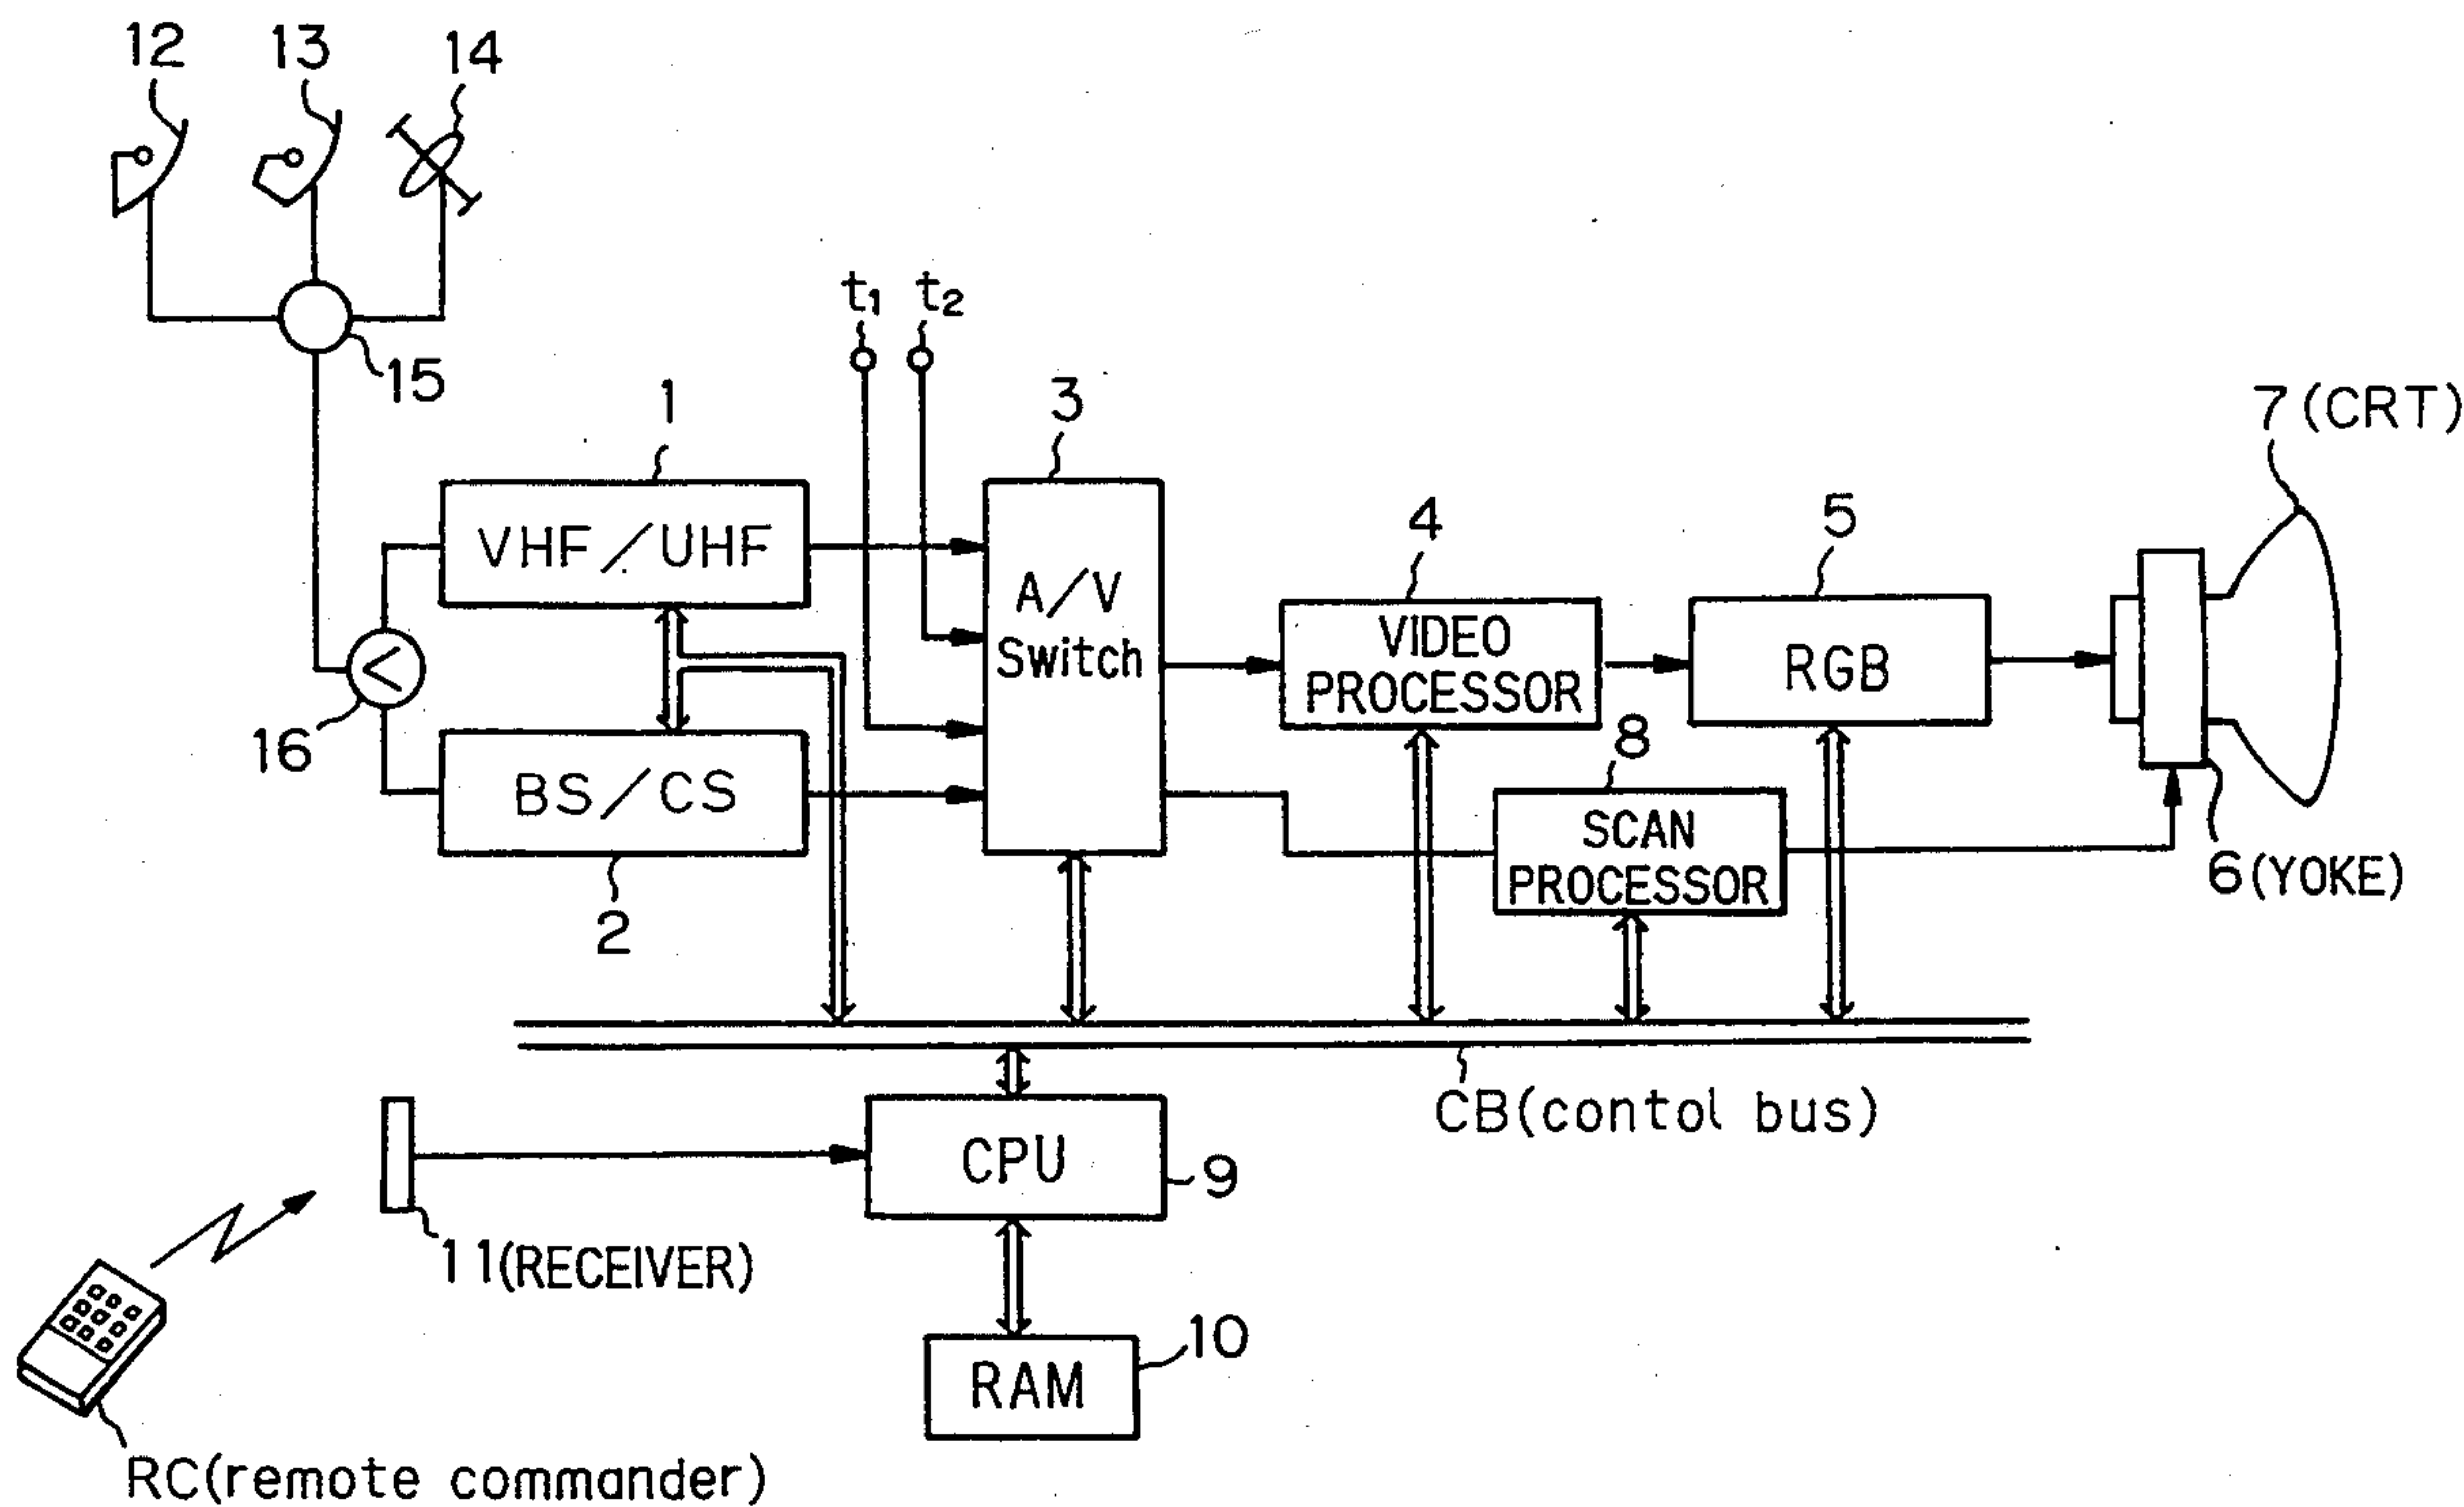 12
13
14
15
t1
t2
1
3
7(CRT)
VHF/UHF
A/V
Switch
4
5
VIDEO
PROCESSOR
RGB
16
BS/CS
8
SCAN
PROCESSOR
6(YOKE)
2
CB(contol bus)
CPU
9
11(RECEIVER)
10
RAM
RC(remote commander)